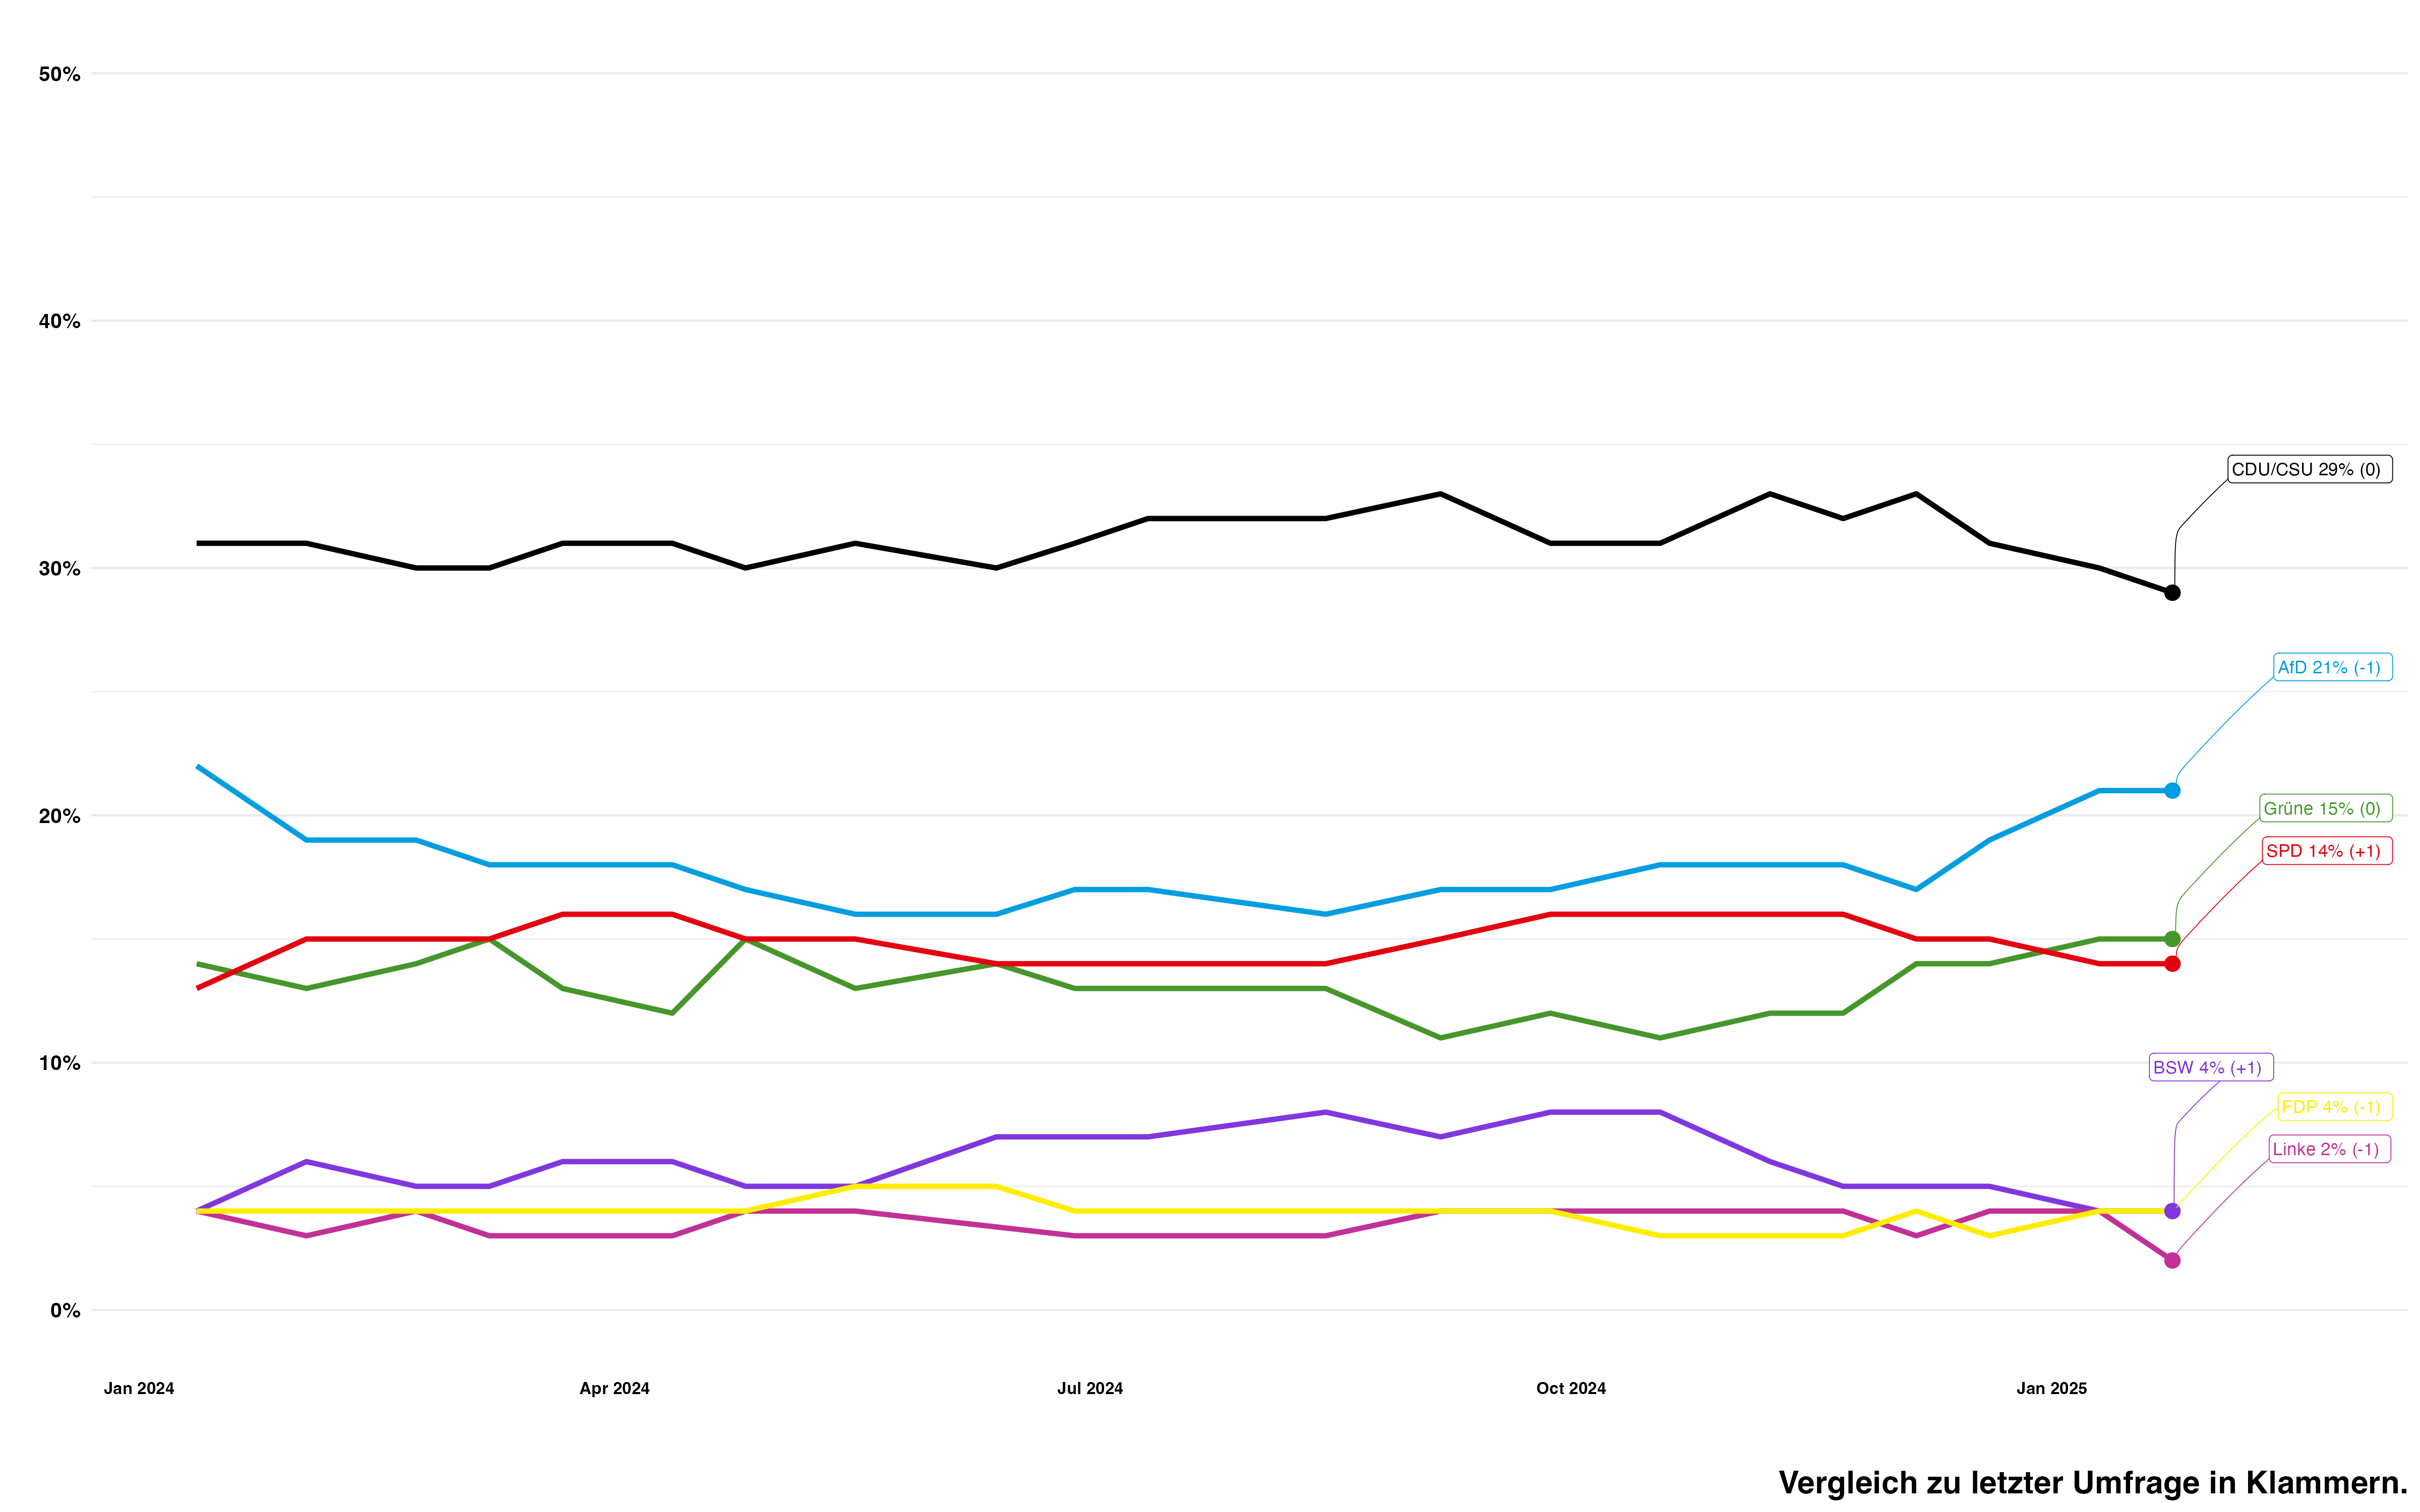 50%
40%
30%
20%
10%
0%
CDU/CSU 29% (0)
AfD 21% (-1)
Grüne 15% (0)
SPD 14% (+1)
BSW 4% (+1)
FDP 4% (-1)
Linke 2% (-1)
Jan 2024
Apr 2024
Jul 2024
Oct 2024
Jan 2025
Vergleich zu letzter Umfrage in Klammern.